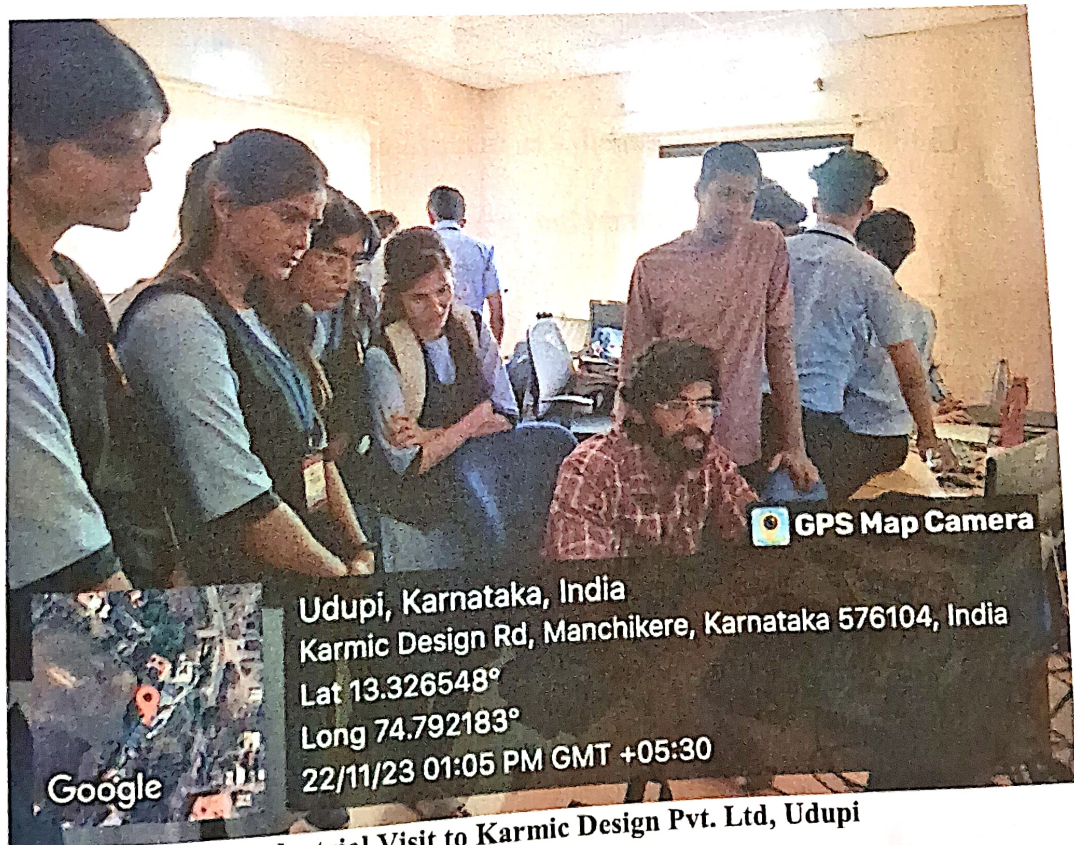 GPS Map Camera
Udupi, Karnataka, India
Karmic Design Rd, Manchikere, Karnataka 576104, India
Lat 13.326548°
Long 74.792183°
22/11/23 01:05 PM GMT +05:30
Google
Visit to Karmic Design Pvt. Ltd, Udupi